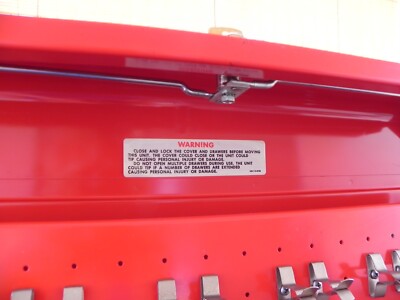 WARNING
CLOSE AND LOCK THE COVER AND DRAWERS BEFORE MOVING
THIS UNIT. THE COVER COULD CLOSE OR THE UNIT COULD
TIP CAUSING PERSONAL INJURY OR DAMAGE.
DO NOT OPEN MULTIPLE DRAWERS DURING USE, THE UNIT
COULD TIP IF A NUMBER OF DRAWERS ARE EXTENDED
CAUSING PERSONAL INJURY OR DAMAGE.